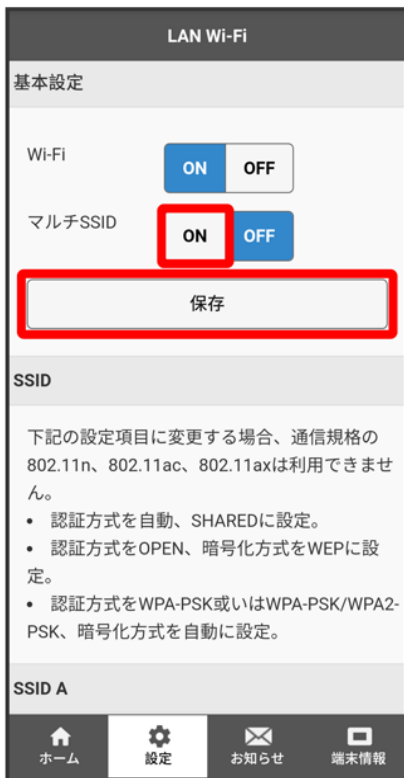 LAN Wi-Fi
基本設定
Wi-Fi ON OFF
マルチSSID ON OFF
保存
SSID
下記の設定項目に変更する場合、通信規格の
802.11n、802.11ac、802.11axは利用できませ
ん。
• 認証方式を自動、SHAREDに設定。
• 認証方式をOPEN、暗号化方式をWEPに設
定。
• 認証方式をWPA-PSK或いはWPA-PSK/WPA2-
PSK、暗号化方式を自動に設定。
SSID A
ホーム 設定 お知らせ 端末情報